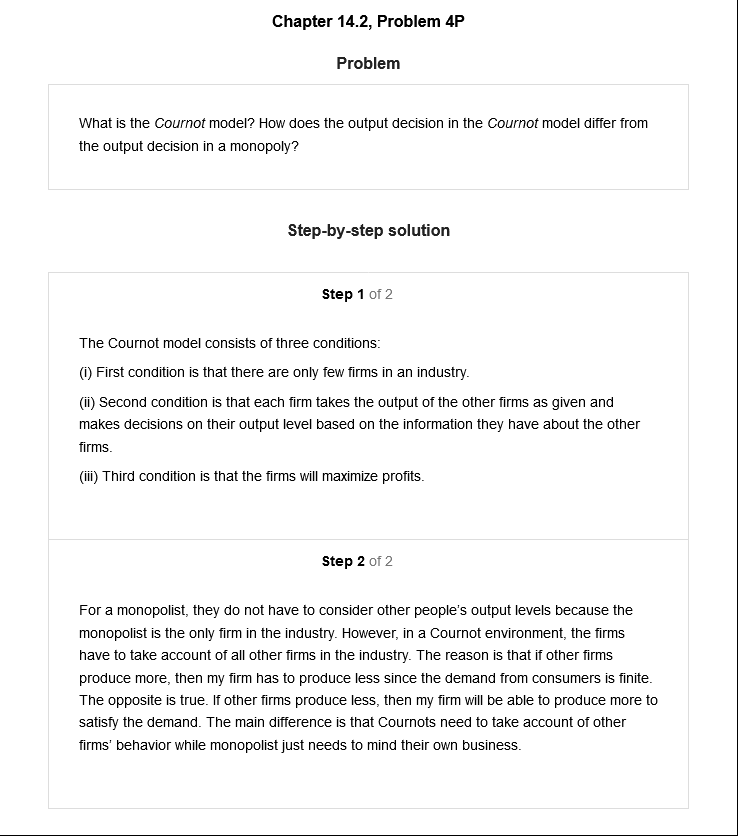 Chapter 14.2, Problem 4P
Problem
What is the Cournot model? How does the output decision in the Cournot model differ from
the output decision in a monopoly?
Step-by-step solution
Step 1 of 2
The Cournot model consists of three conditions:
(i) First condition is that there are only few firms in an industry.
(ii) Second condition is that each firm takes the output of the other firms as given and
makes decisions on their output level based on the information they have about the other
firms.
(iii) Third condition is that the firms will maximize profits.
Step 2 of 2
For a monopolist, they do not have to consider other people's output levels because the
monopolist is the only firm in the industry. However, in a Cournot environment, the firms
have to take account of all other firms in the industry. The reason is that if other firms
produce more, then my firm has to produce less since the demand from consumers is finite.
The opposite is true. If other firms produce less, then my firm will be able to produce more to
satisfy the demand. The main difference is that Cournots need to take account of other
firms' behavior while monopolist just needs to mind their own business.